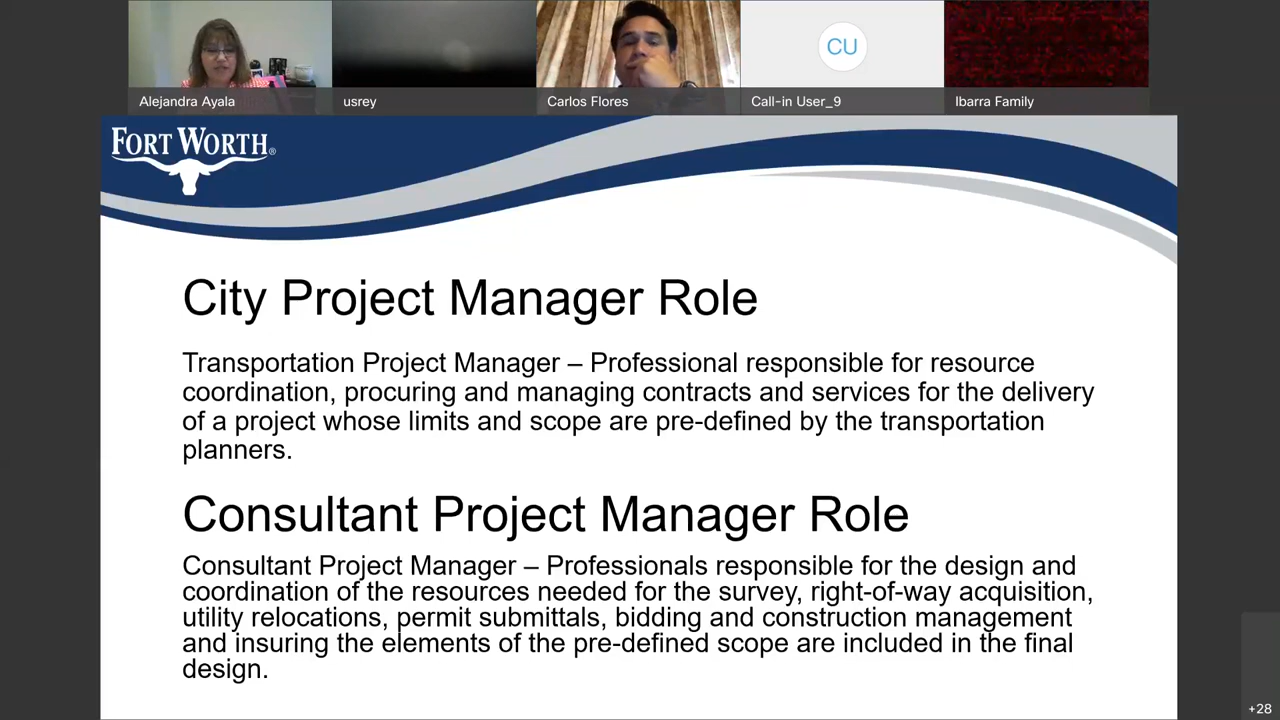 Alejandra Ayala
usrey
Carlos Flores
CU
Call-in User_9
Ibarra Family
FORT WORTH®
City Project Manager Role
Transportation Project Manager – Professional responsible for resource
coordination, procuring and managing contracts and services for the delivery
of a project whose limits and scope are pre-defined by the transportation
planners.
Consultant Project Manager Role
Consultant Project Manager – Professionals responsible for the design and
coordination of the resources needed for the survey, right-of-way acquisition,
utility relocations, permit submittals, bidding and construction management
and insuring the elements of the pre-defined scope are included in the final
design.
+28